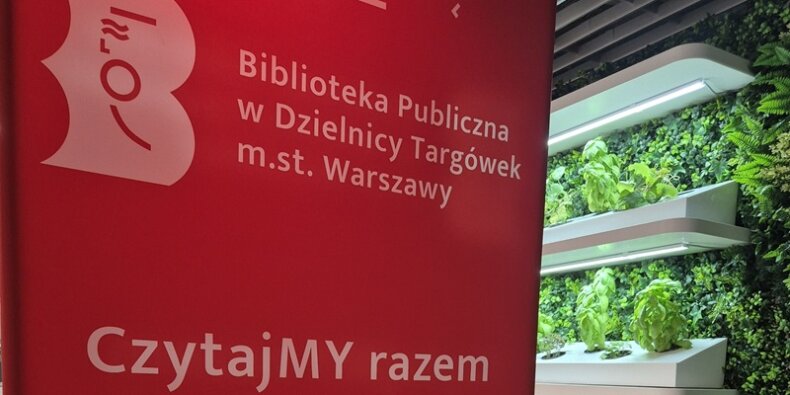 Biblioteka Publiczna
w Dzielnicy Targówek
m.st. Warszawy
CzytajMY razem